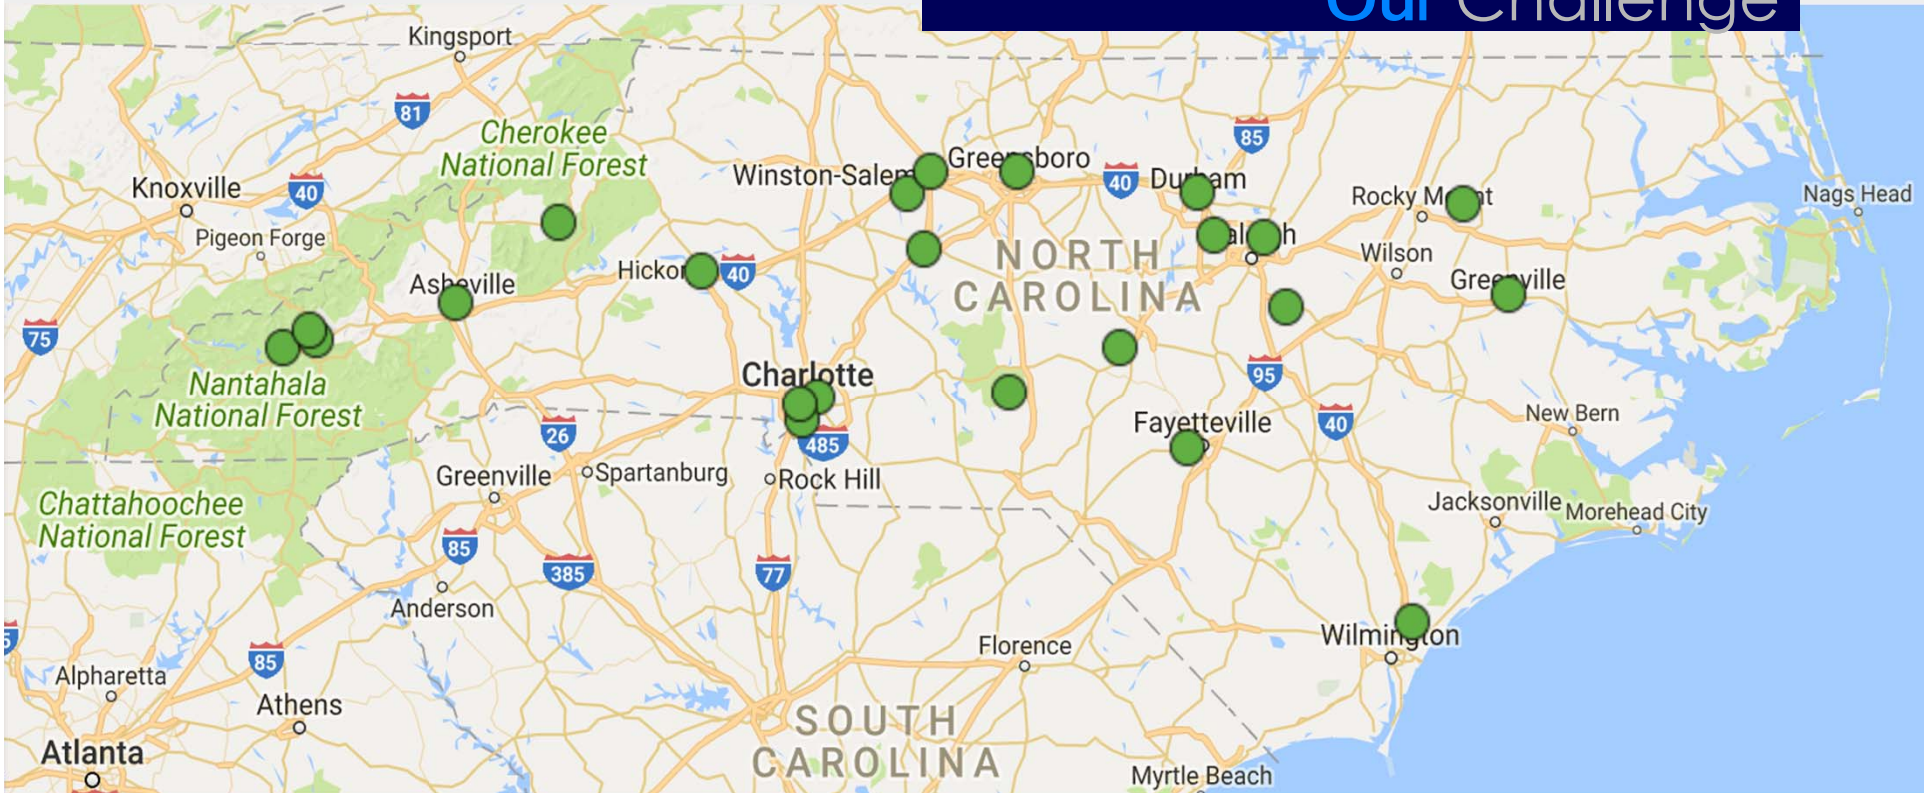 Our Challenge
Kingsport
81
Cherokee
National Forest
85
Winston-Salem
Greensboro
40
Durham
Knoxville
40
Rocky Mount
Nags Head
Pigeon Forge
Raleigh
Wilson
NORTH
CAROLINA
Hickory
40
Asheville
Greenville
75
Charlotte
95
Nantahala
National Forest
New Bern
Fayetteville
40
26
485
Greenville
Spartanburg
Rock Hill
Chattahoochee
National Forest
Jacksonville
Morehead City
85
385
77
Anderson
Wilmington
Florence
85
Alpharetta
Athens
SOUTH
CAROLINA
Atlanta
Myrtle Beach